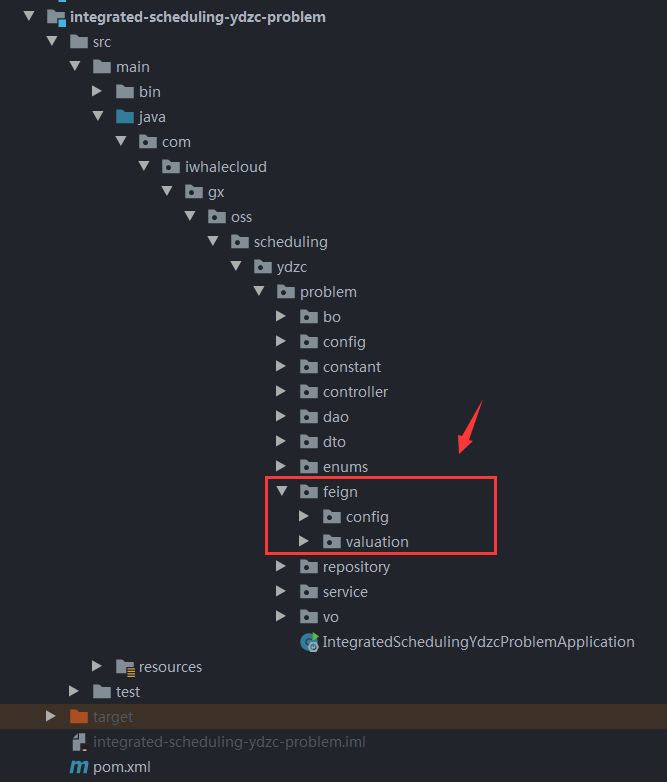 integrated-scheduling-ydzc-problem
src
main
bin
java
com
iwhalecloud
gx
oss
scheduling
ydzc
problem
bo
config
constant
controller
dao
dto
enums
feign
config
valuation
repository
service
vo
IntegratedSchedulingYdzcProblemApplication
resources
test
target
integrated-scheduling-ydzc-problem.iml
pom.xml